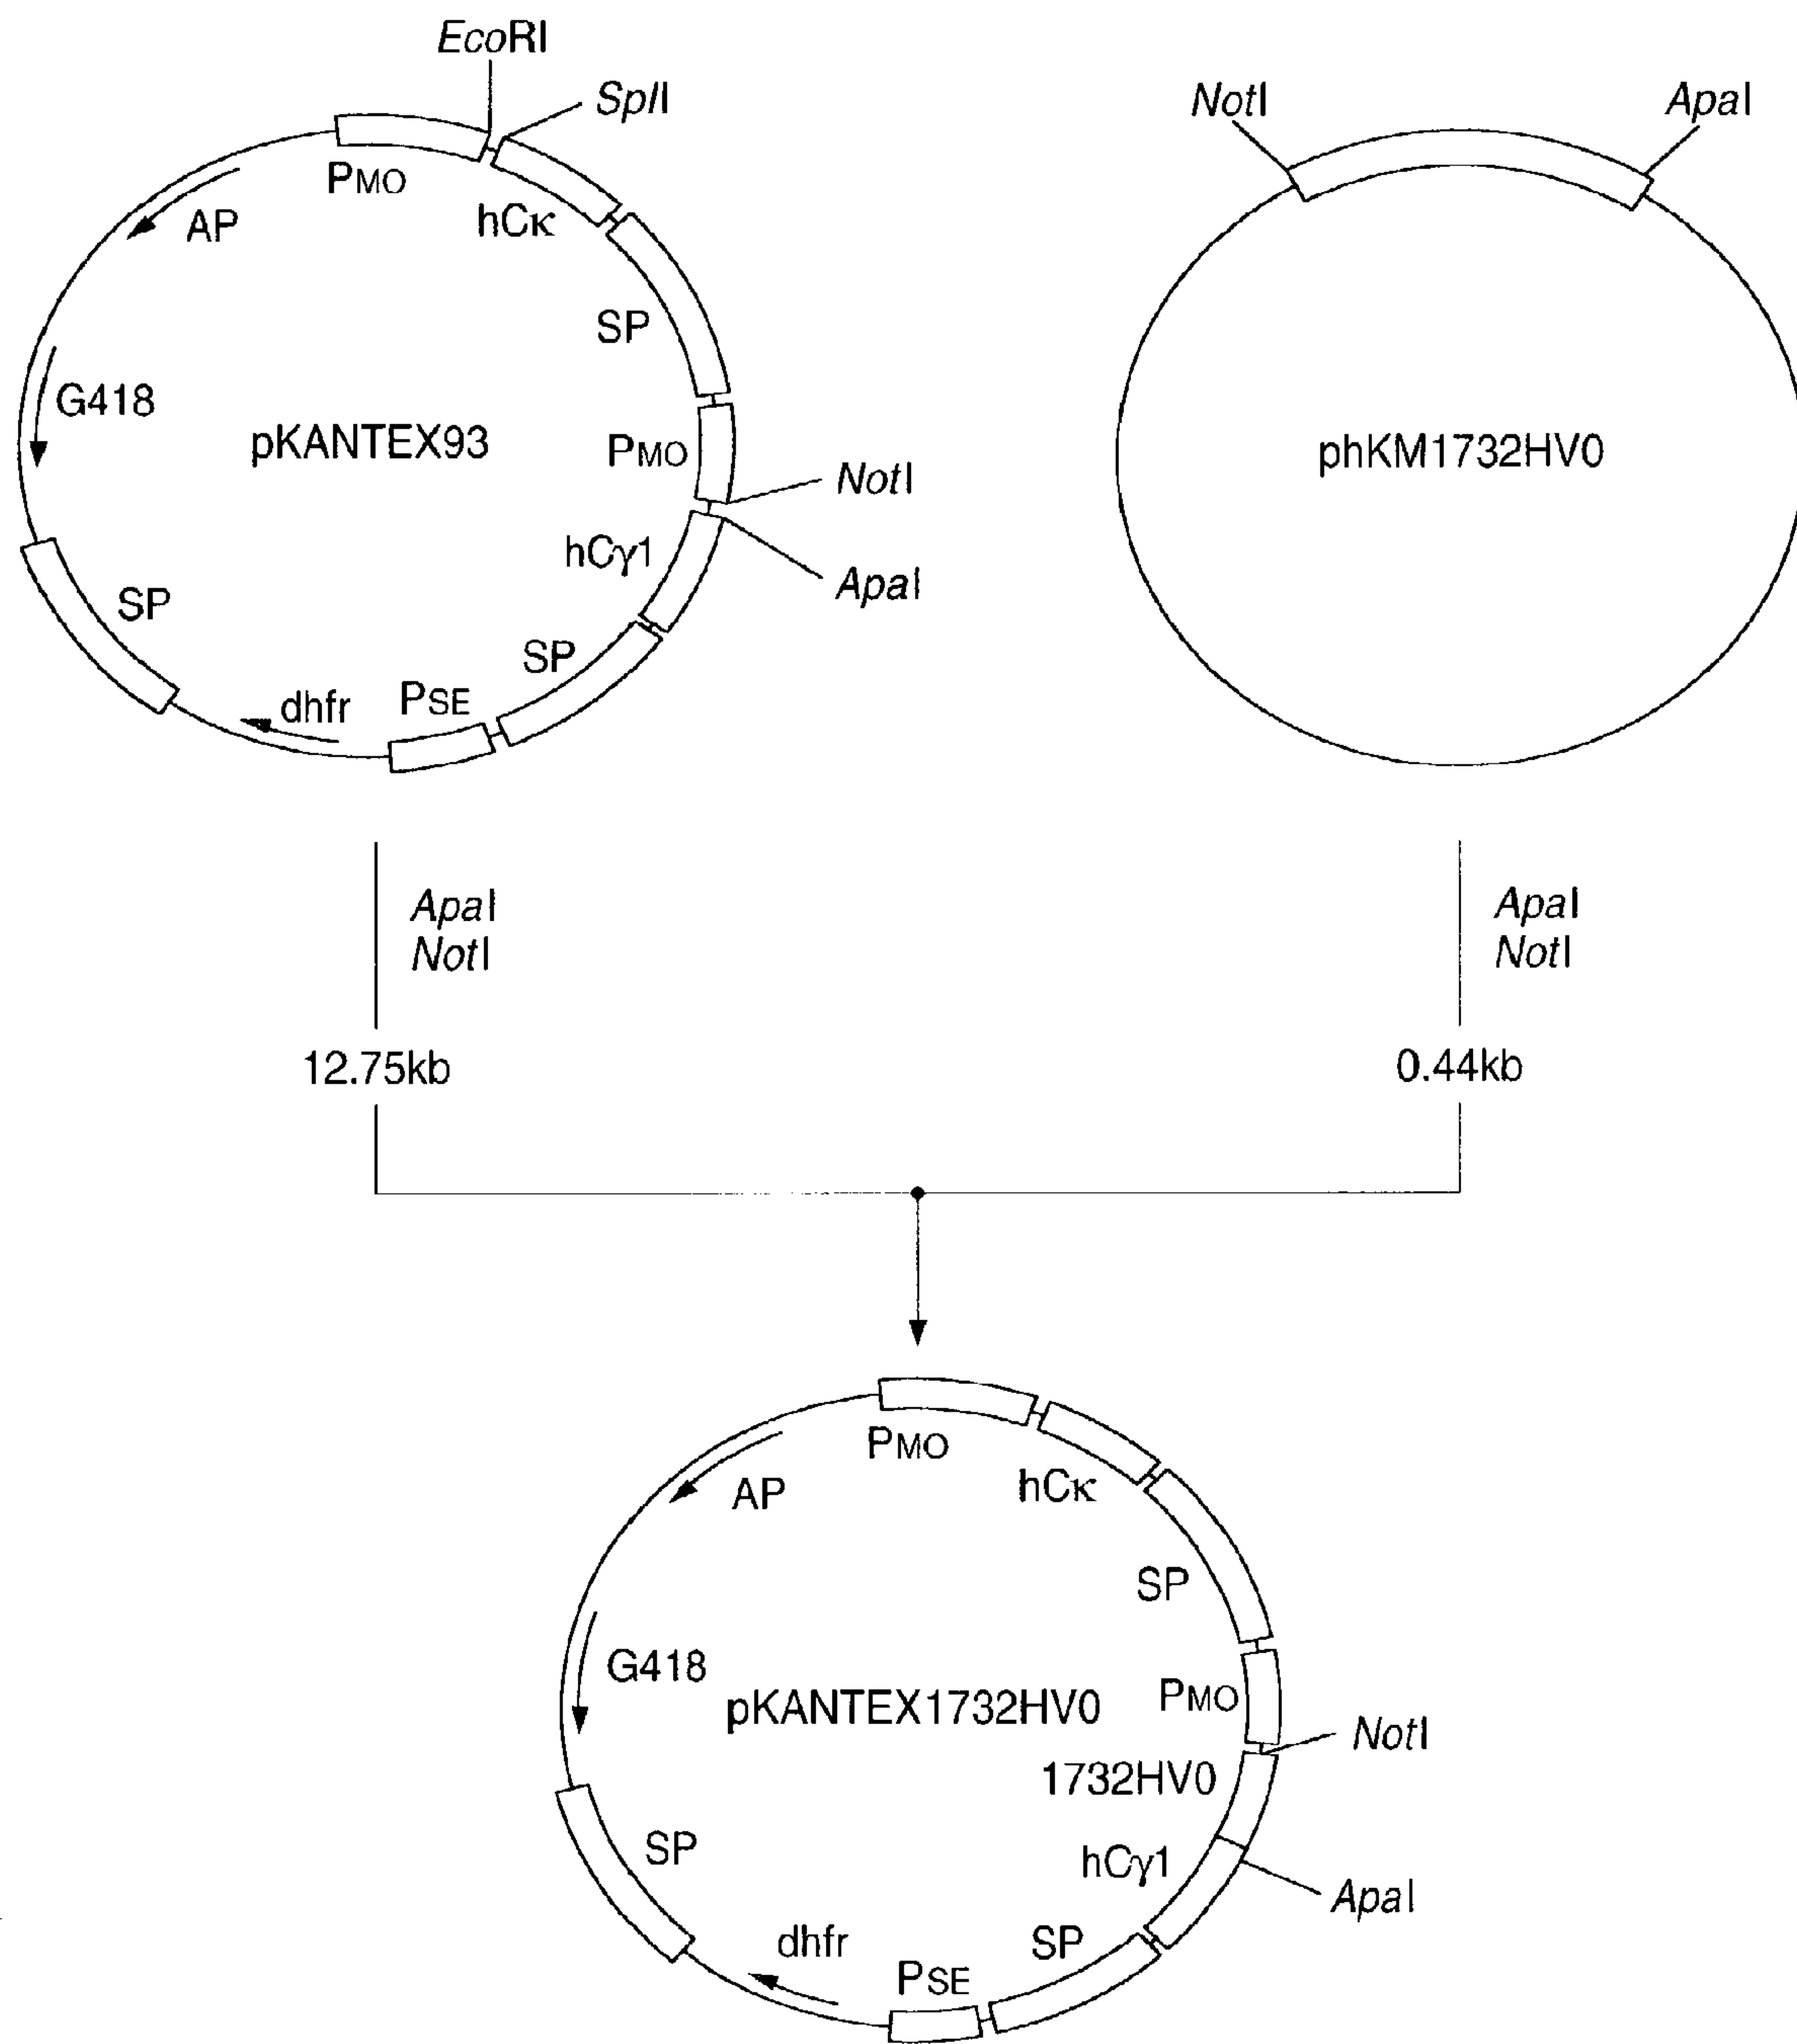 EcoRI
SplI
NotI
ApaI
PMO
AP
hCκ
SP
G418
pKANTEX93
PMO
NotI
phKM1732HV0
hCγ1
ApaI
SP
SP
dhfr
PSE
ApaI
NotI
ApaI
NotI
12.75kb
0.44kb
PMO
AP
hCκ
SP
G418
pKANTEX1732HV0
PMO
NotI
1732HV0
SP
hCγ1
ApaI
dhfr
SP
PSE